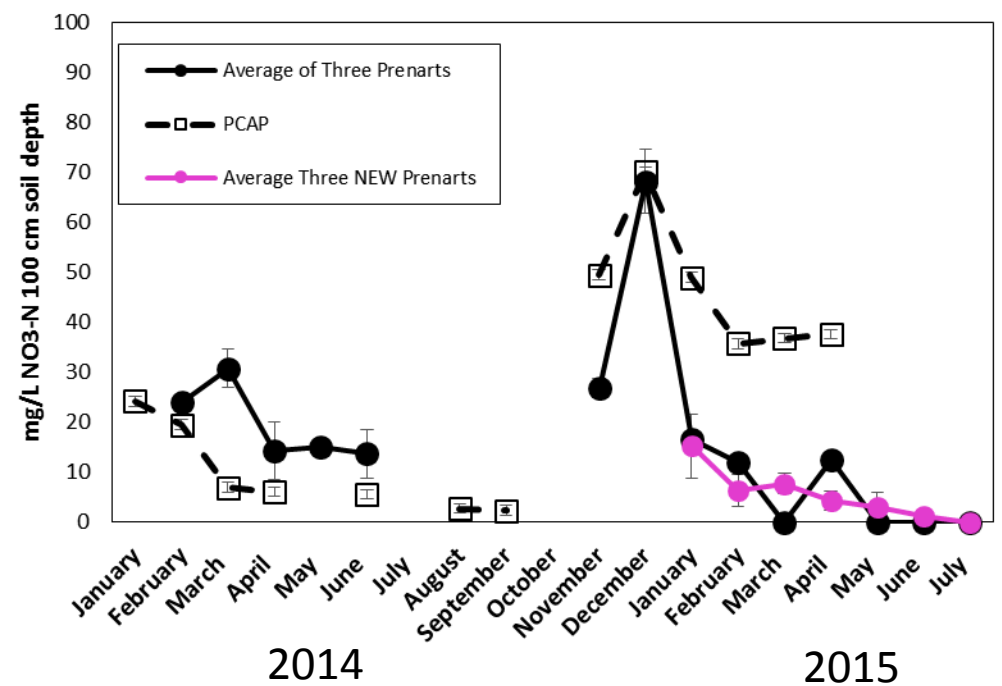 100
90
80
70
60
50
40
30
20
10
0
mg/L NO3-N 100 cm soil depth
Average of Three Prenarts
PCAP
Average Three NEW Prenarts
January
February
March
April
May
June
July
August
September
October
November
December
January
February
March
April
May
June
July
2014
2015